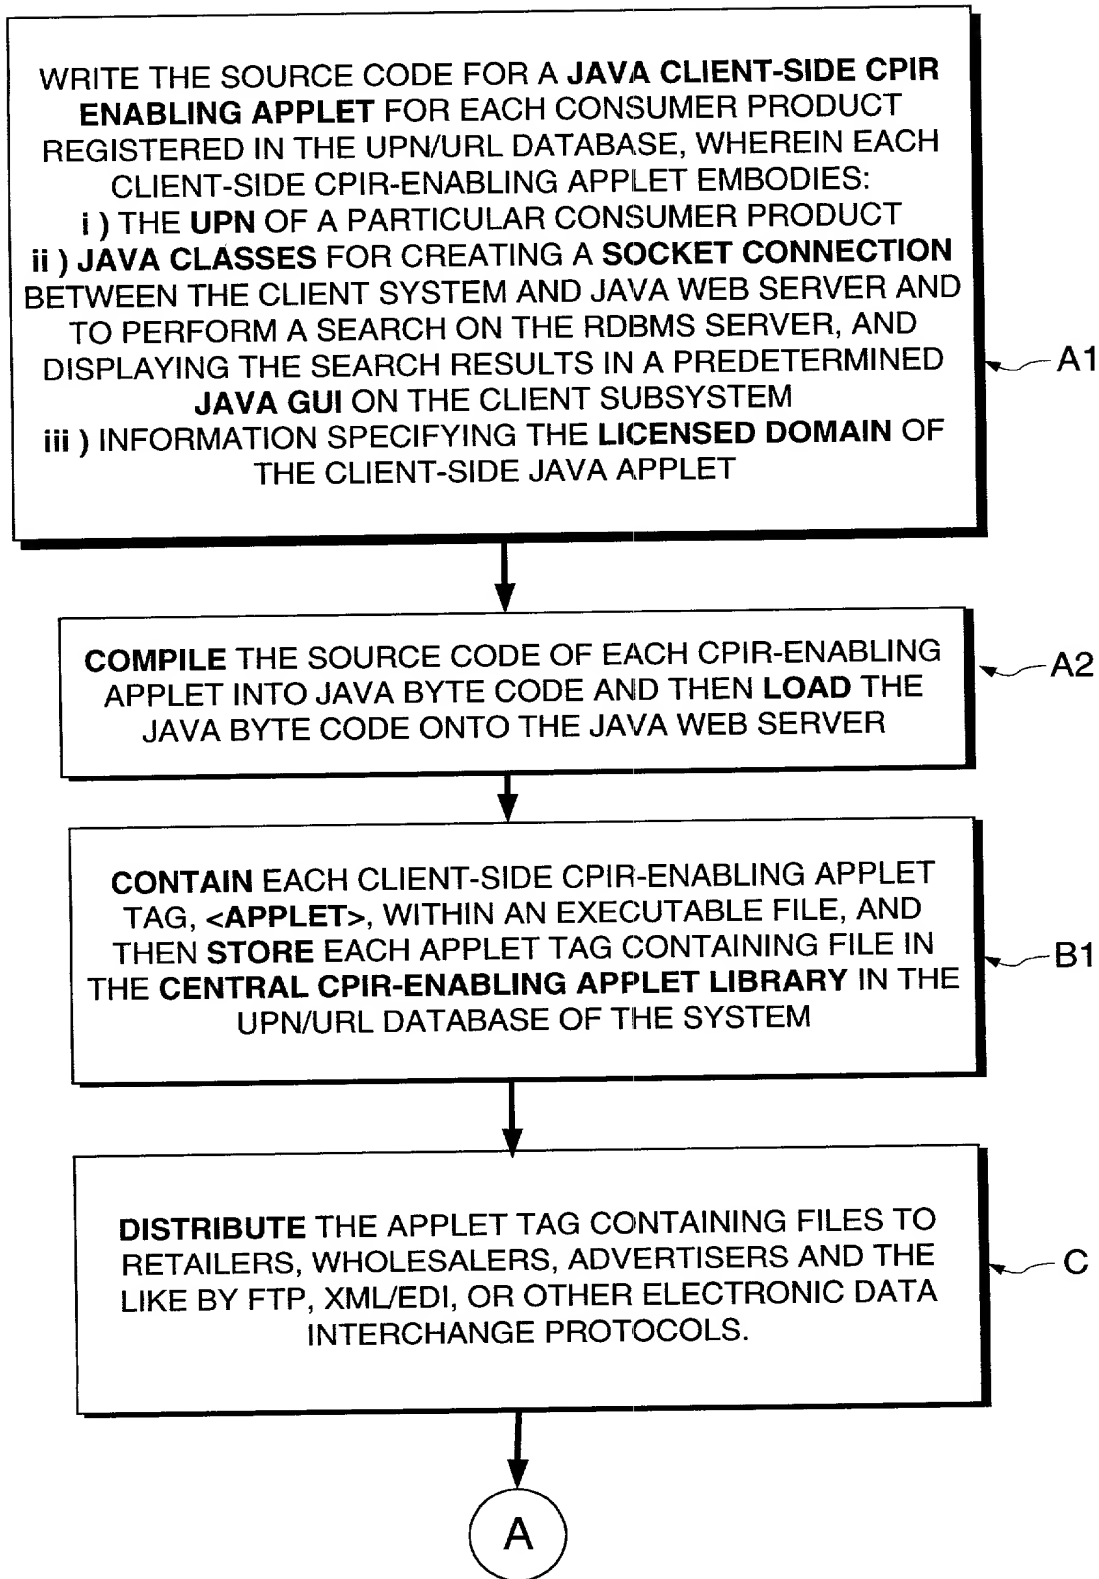 WRITE THE SOURCE CODE FOR A JAVA CLIENT-SIDE CPIR
ENABLING APPLET FOR EACH CONSUMER PRODUCT
REGISTERED IN THE UPN/URL DATABASE, WHEREIN EACH
CLIENT-SIDE CPIR-ENABLING APPLET EMBODIES:
i ) THE UPN OF A PARTICULAR CONSUMER PRODUCT
ii ) JAVA CLASSES FOR CREATING A SOCKET CONNECTION
BETWEEN THE CLIENT SYSTEM AND JAVA WEB SERVER AND
TO PERFORM A SEARCH ON THE RDBMS SERVER, AND
DISPLAYING THE SEARCH RESULTS IN A PREDETERMINED
JAVA GUI ON THE CLIENT SUBSYSTEM
iii ) INFORMATION SPECIFYING THE LICENSED DOMAIN OF
THE CLIENT-SIDE JAVA APPLET
A1
COMPILE THE SOURCE CODE OF EACH CPIR-ENABLING
APPLET INTO JAVA BYTE CODE AND THEN LOAD THE
JAVA BYTE CODE ONTO THE JAVA WEB SERVER
A2
CONTAIN EACH CLIENT-SIDE CPIR-ENABLING APPLET
TAG, <APPLET>, WITHIN AN EXECUTABLE FILE, AND
THEN STORE EACH APPLET TAG CONTAINING FILE IN
THE CENTRAL CPIR-ENABLING APPLET LIBRARY IN THE
UPN/URL DATABASE OF THE SYSTEM
B1
DISTRIBUTE THE APPLET TAG CONTAINING FILES TO
RETAILERS, WHOLESALERS, ADVERTISERS AND THE
LIKE BY FTP, XML/EDI, OR OTHER ELECTRONIC DATA
INTERCHANGE PROTOCOLS.
C
A